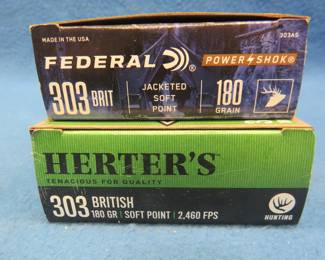 MADE IN THE USA
303AS
FEDERAL®
POWER SHOK®
303 BRIT
JACKETED
SOFT
POINT
180
GRAIN
HERTER'S
TENACIOUS FOR QUALITY
303 BRITISH
180 GR | SOFT POINT | 2,460 FPS
HUNTING